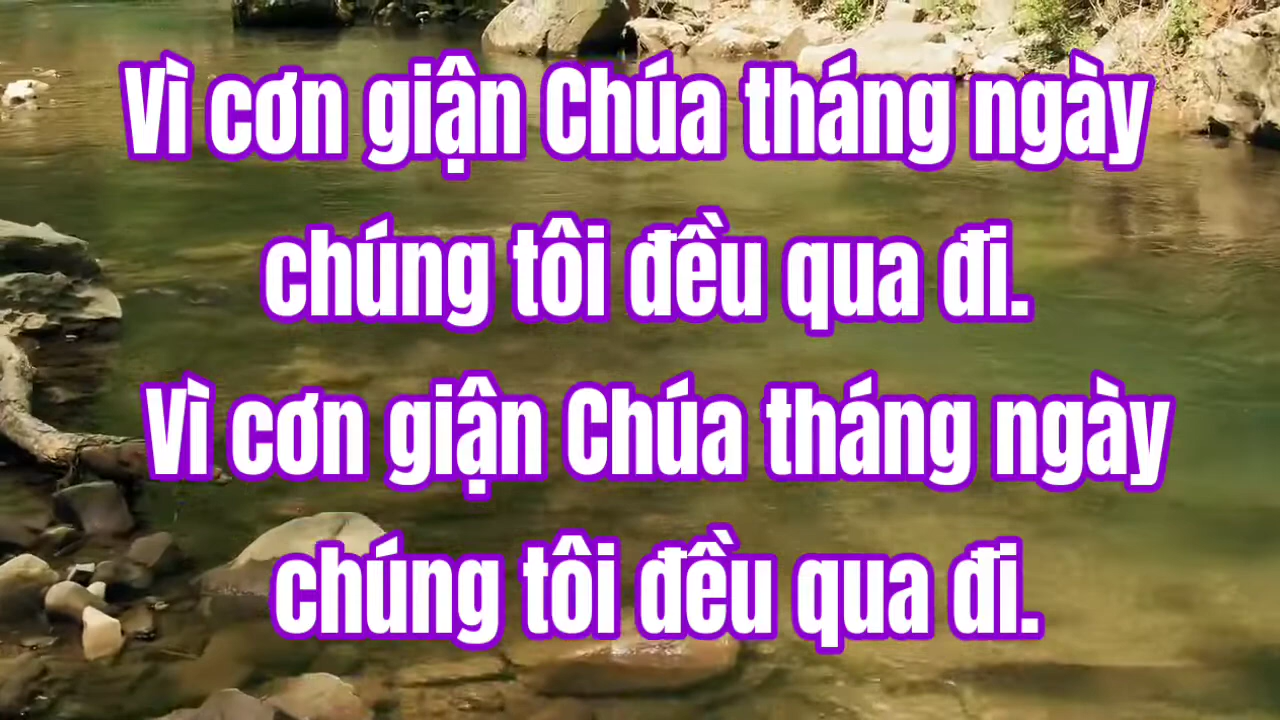 Vì cơn giận Chúa tháng ngày
chúng tôi đều qua đi.
Vì cơn giận Chúa tháng ngày
chúng tôi đều qua đi.